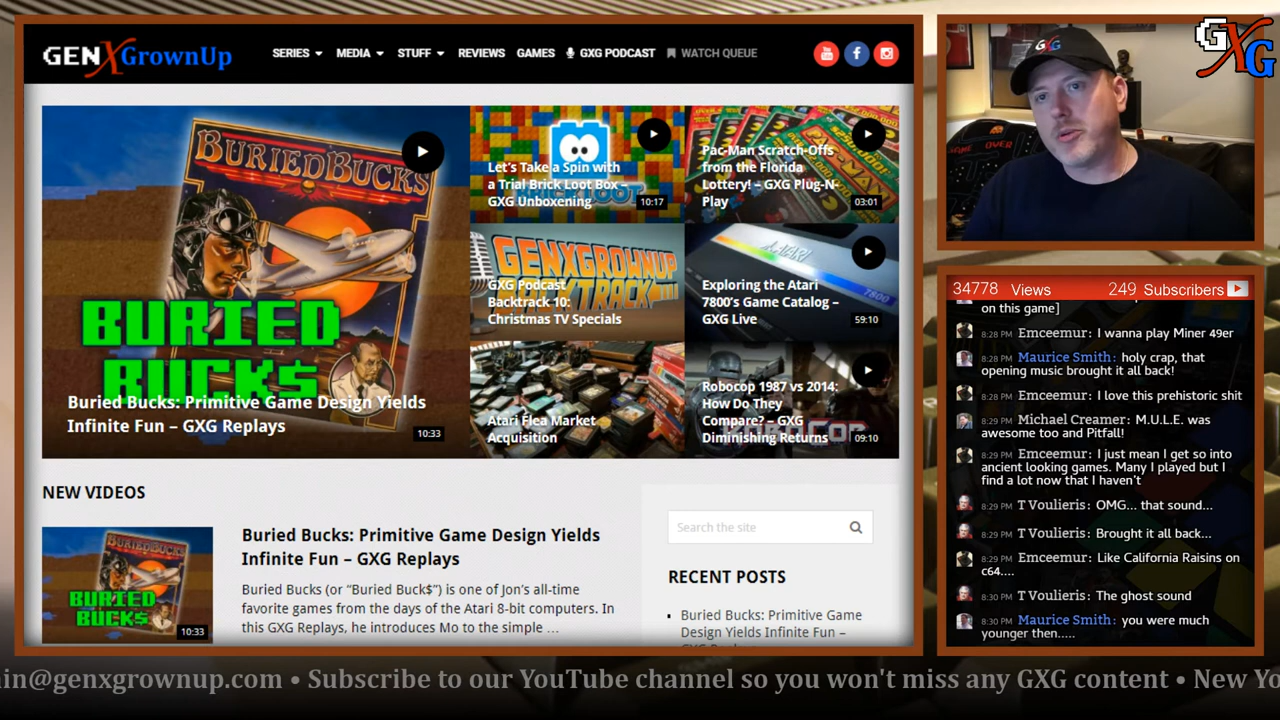 GENXGrownUp
SERIES MEDIA STUFF REVIEWS GAMES GXG PODCAST WATCH QUEUE
You
Tube
GXG
GXG
BURIEDBUCKS
BURIED
BUCK$
Buried Bucks: Primitive Game Design Yields
Infinite Fun – GXG Replays
10:33
Let's Take a Spin with
a Trial Brick Loot Box –
GXG Unboxening
10:17
Pac-Man Scratch-Offs
from the Florida
Lottery! – GXG Plug-N-
Play
03:01
GENXGROWNUP
GXG Podcast
Backtrack 10:
Christmas TV Specials
ATARI
7800
Exploring the Atari
7800's Game Catalog –
GXG Live
59:10
Atari Flea Market
Acquisition
Robocop 1987 vs 2014:
How Do They
Compare? – GXG
Diminishing Returns
09:10
NEW VIDEOS
BURIEDBUCKS
BURIED
BUCK$
10:33
Buried Bucks: Primitive Game Design Yields
Infinite Fun – GXG Replays
Buried Bucks (or “Buried Buck$”) is one of Jon's all-time
favorite games from the days of the Atari 8-bit computers. In
this GXG Replays, he introduces Mo to the simple …
Search the site
RECENT POSTS
Buried Bucks: Primitive Game
Design Yields Infinite Fun –
GAME OVER
34778 Views 249 Subscribers
on this game]
8:28 PM Emceemur: I wanna play Miner 49er
8:28 PM Maurice Smith: holy crap, that
opening music brought it all back!
8:28 PM Emceemur: I love this prehistoric shit
8:29 PM Michael Creamer: M.U.L.E. was
awesome too and Pitfall!
8:29 PM Emceemur: I just mean I get so into
ancient looking games. Many I played but I
find a lot now that I haven't
8:29 PM T Voulieris: OMG... that sound...
8:29 PM T Voulieris: Brought it all back...
8:29 PM Emceemur: Like California Raisins on
c64....
8:30 PM T Voulieris: The ghost sound
8:30 PM Maurice Smith: you were much
younger then.....
in@genxgrownup.com • Subscribe to our YouTube channel so you won't miss any GXG content • New Yo